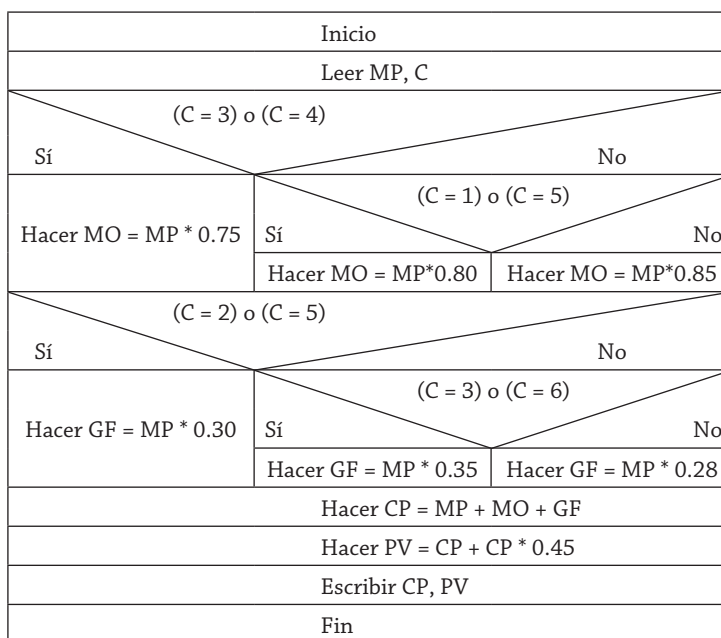 Inicio
Leer MP, C
(C = 3) o (C = 4)
Sí No
(C = 1) o (C = 5)
Hacer MO = MP * 0.75
Sí No
Hacer MO = MP*0.80 Hacer MO = MP*0.85
(C = 2) o (C = 5)
Sí No
(C = 3) o (C = 6)
Hacer GF = MP * 0.30
Sí No
Hacer GF = MP * 0.35 Hacer GF = MP * 0.28
Hacer CP = MP + MO + GF
Hacer PV = CP + CP * 0.45
Escribir CP, PV
Fin